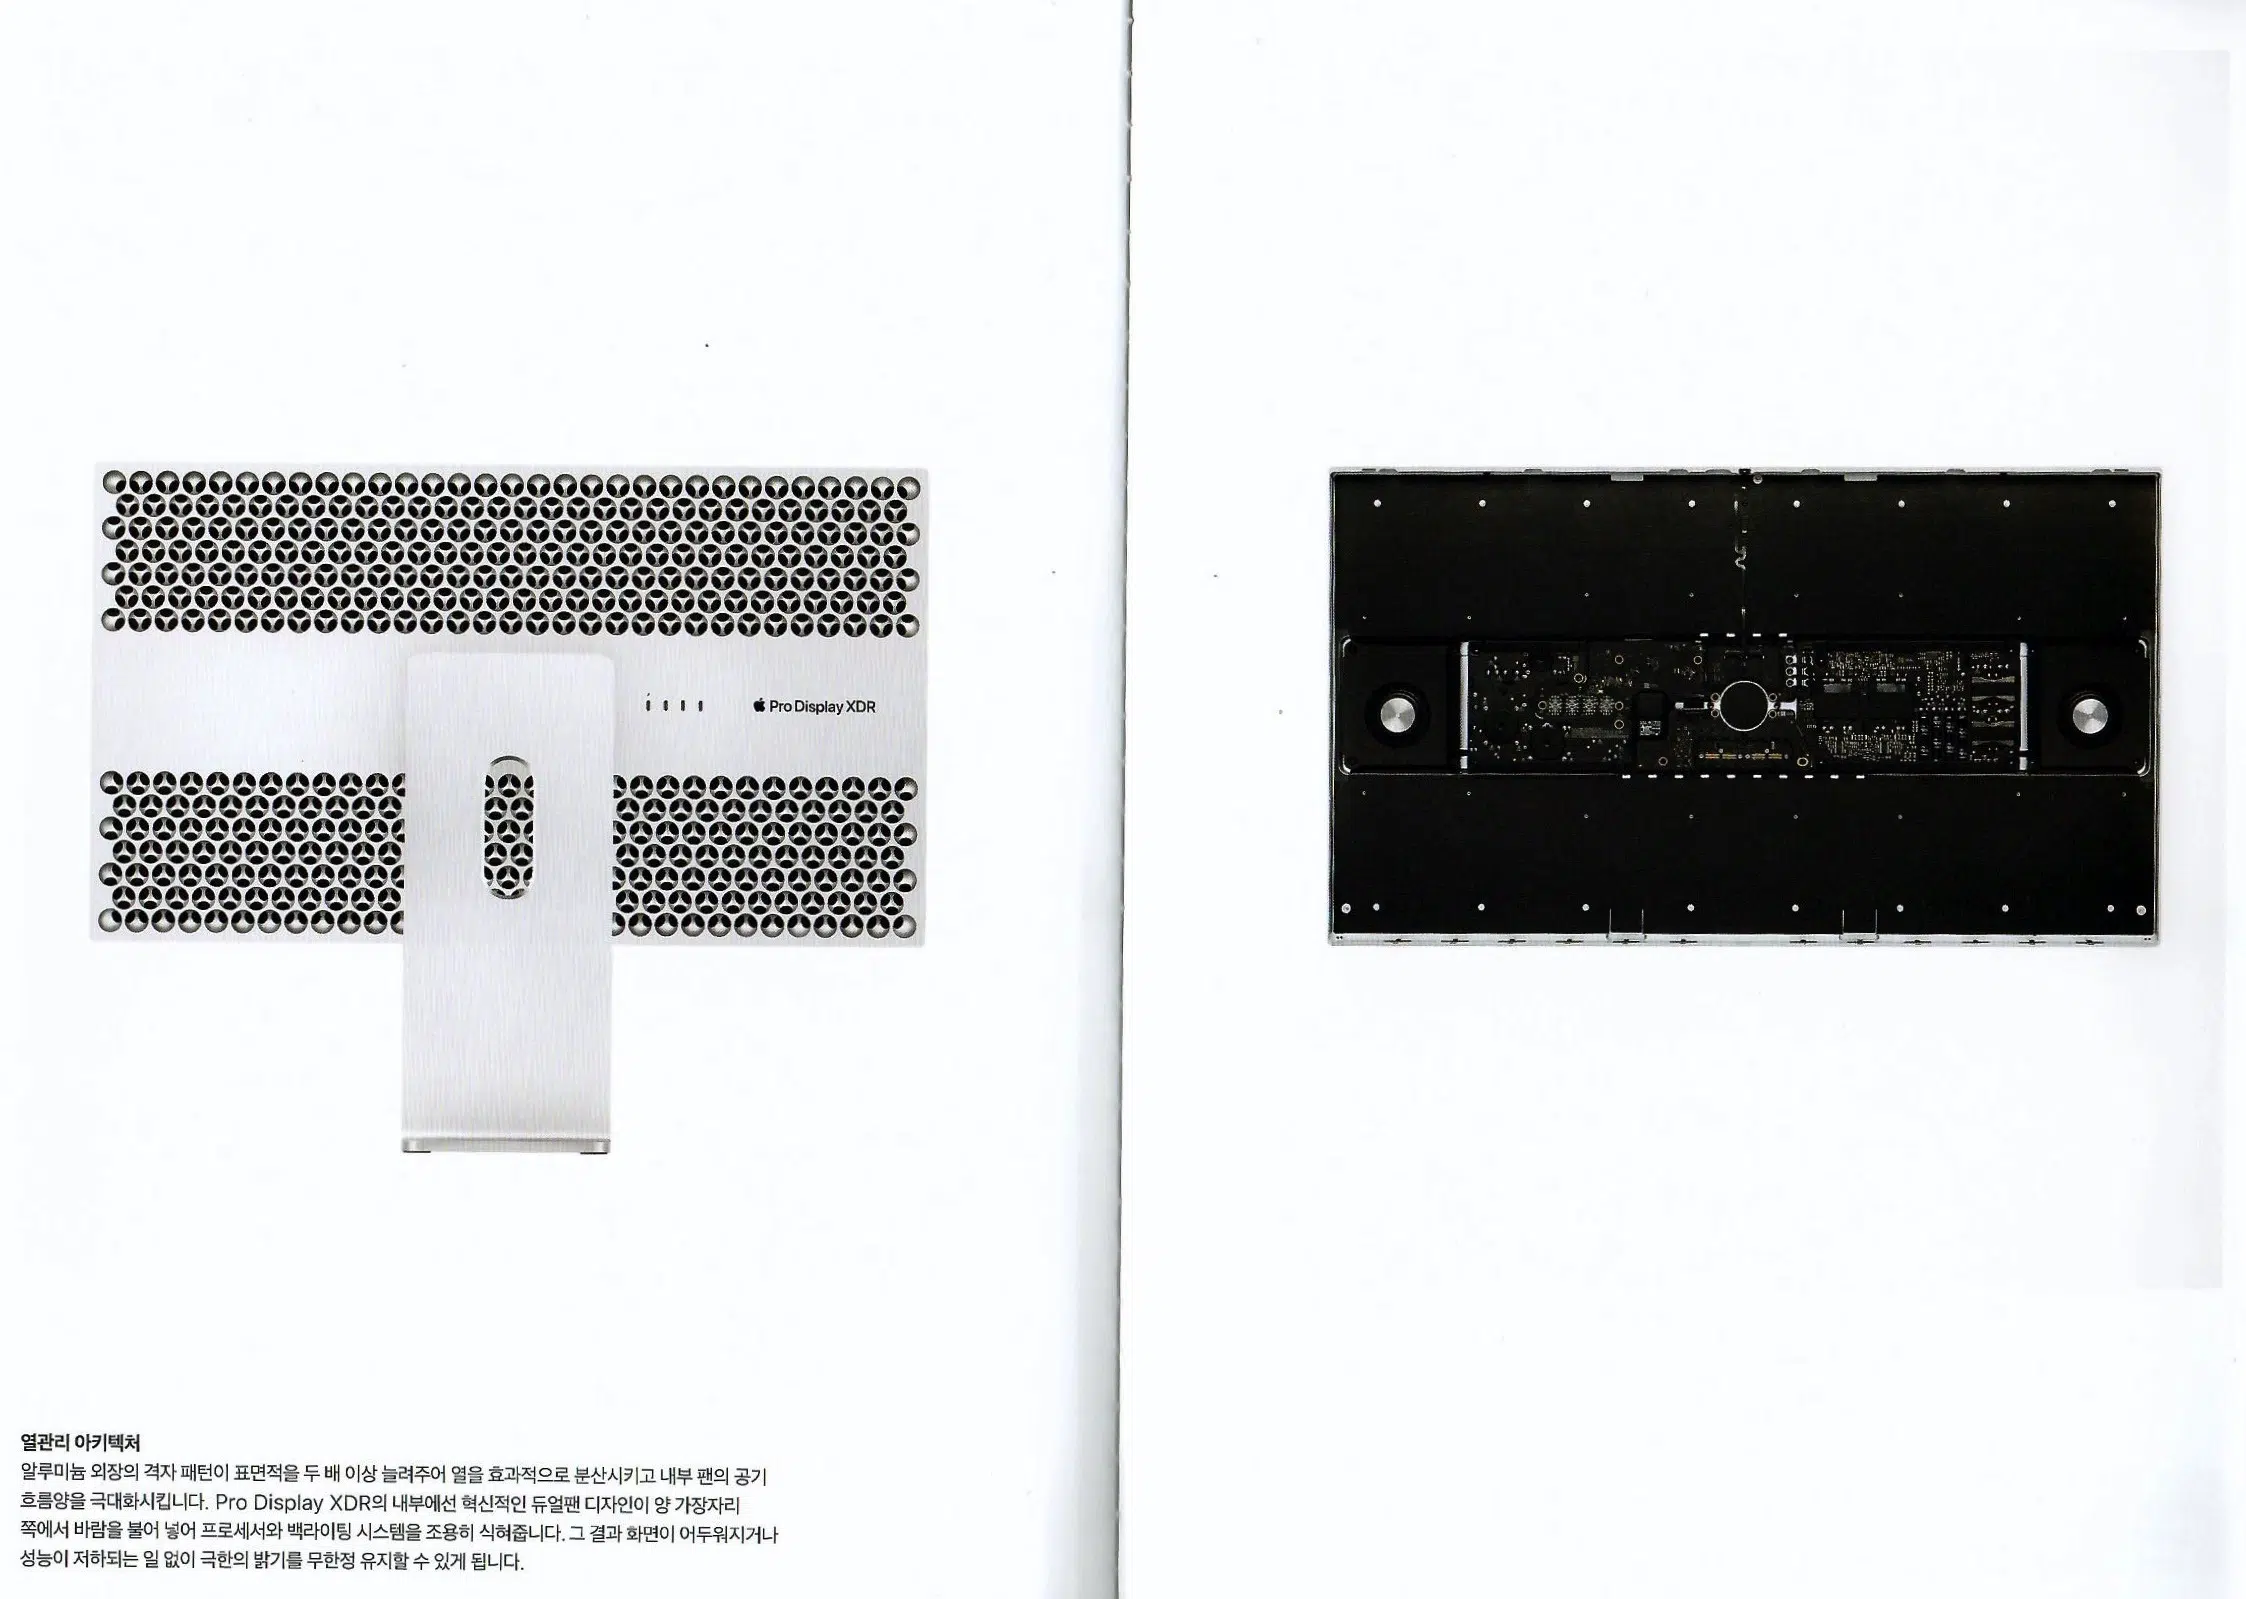 Pro Display XDR
열관리 아키텍처
알루미늄 외장의 격자 패턴이 표면적을 두 배 이상 늘려주어 열을 효과적으로 분산시키고 내부 팬의 공기
흐름양을 극대화시킵니다. Pro Display XDR의 내부에선 혁신적인 듀얼팬 디자인이 양 가장자리
쪽에서 바람을 불어 넣어 프로세서와 백라이팅 시스템을 조용히 식혀줍니다. 그 결과 화면이 어두워지거나
성능이 저하되는 일 없이 극한의 밝기를 무한정 유지할 수 있게 됩니다.